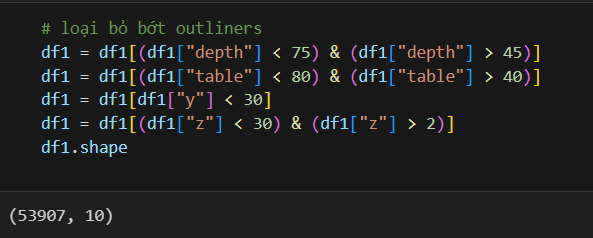 # loại bỏ bớt outliners
df1 = df1[(df1["depth"] < 75) & (df1["depth"] > 45)]
df1 = df1[(df1["table"] < 80) & (df1["table"] > 40)]
df1 = df1[df1["y"] < 30]
df1 = df1[(df1["z"] < 30) & (df1["z"] > 2)]
df1.shape
(53907, 10)